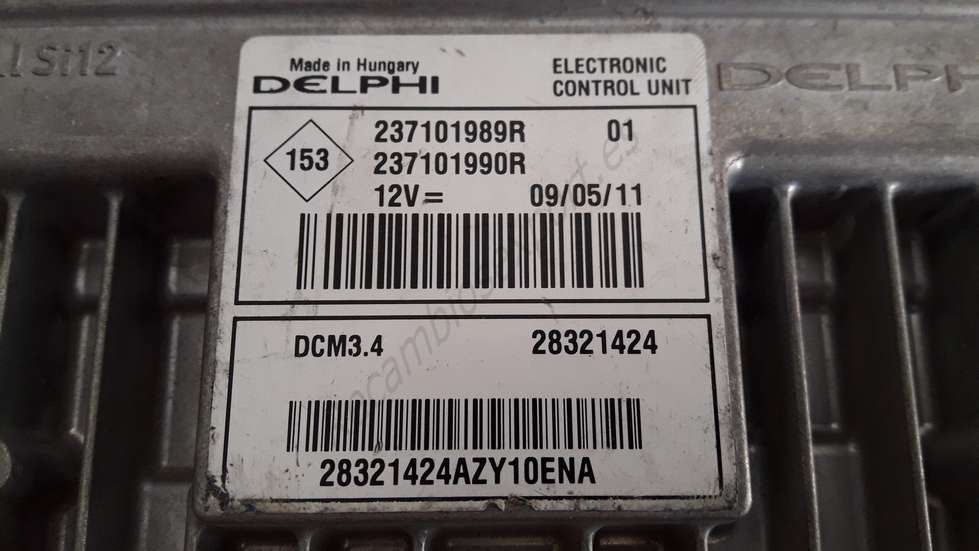 Made in Hungary
DELPHI
ELECTRONIC
CONTROL UNIT
153
237101989R 01
237101990R
12V= 09/05/11
DCM3.4 28321424
28321424AZY10ENA
DELPHI
Si12